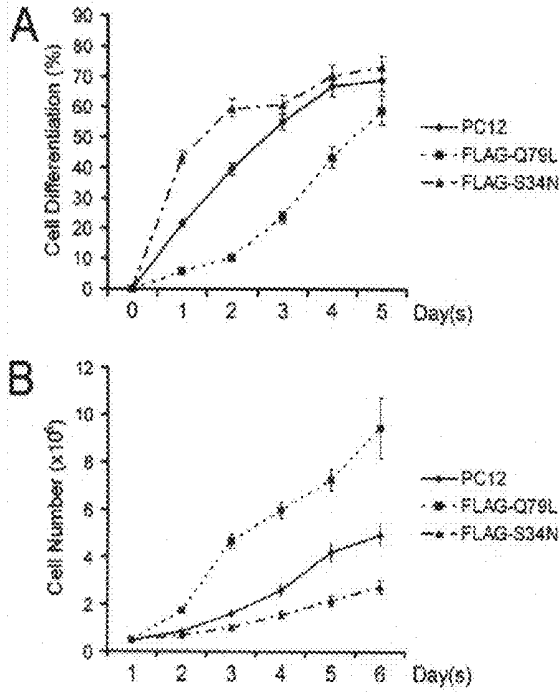 A
Cell Differentiation (%)
90
80
70
60
50
40
30
20
10
0
0 1 2 3 4 5 Day(s)
PC12
FLAG-Q79L
FLAG-S34N
B
Cell Number
12
10
8
6
4
2
0
1 2 3 4 5 6 Day(s)
PC12
FLAG-Q79L
FLAG-S34N